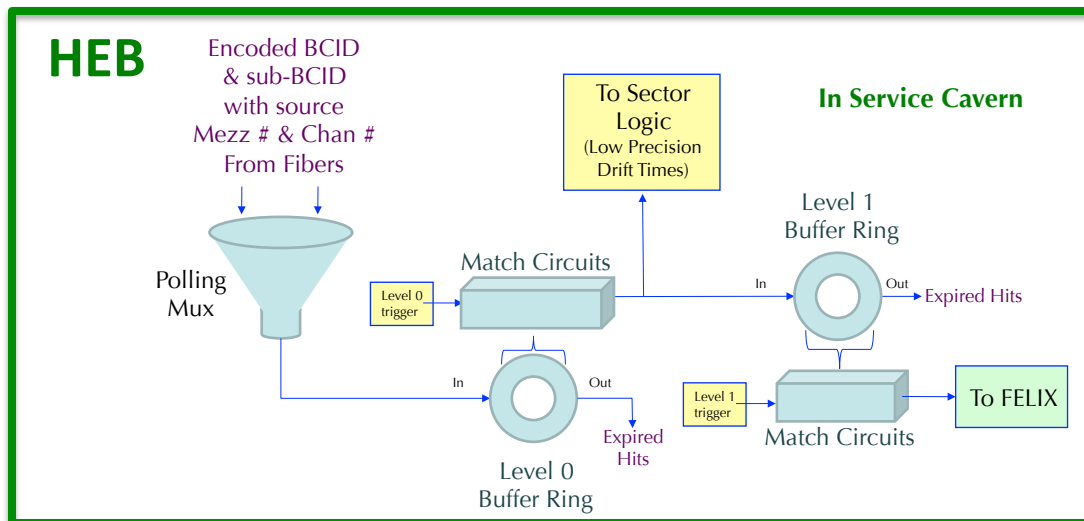 HEB
Encoded BCID
& sub-BCID
with source
Mezz # & Chan #
From Fibers
Polling
Mux
Level 0
trigger
Match Circuits
In
Out
Expired
Hits
Level 0
Buffer Ring
To Sector
Logic
(Low Precision
Drift Times)
In Service Cavern
Level 1
Buffer Ring
In
Out
Expired Hits
Level 1
trigger
Match Circuits
To FELIX